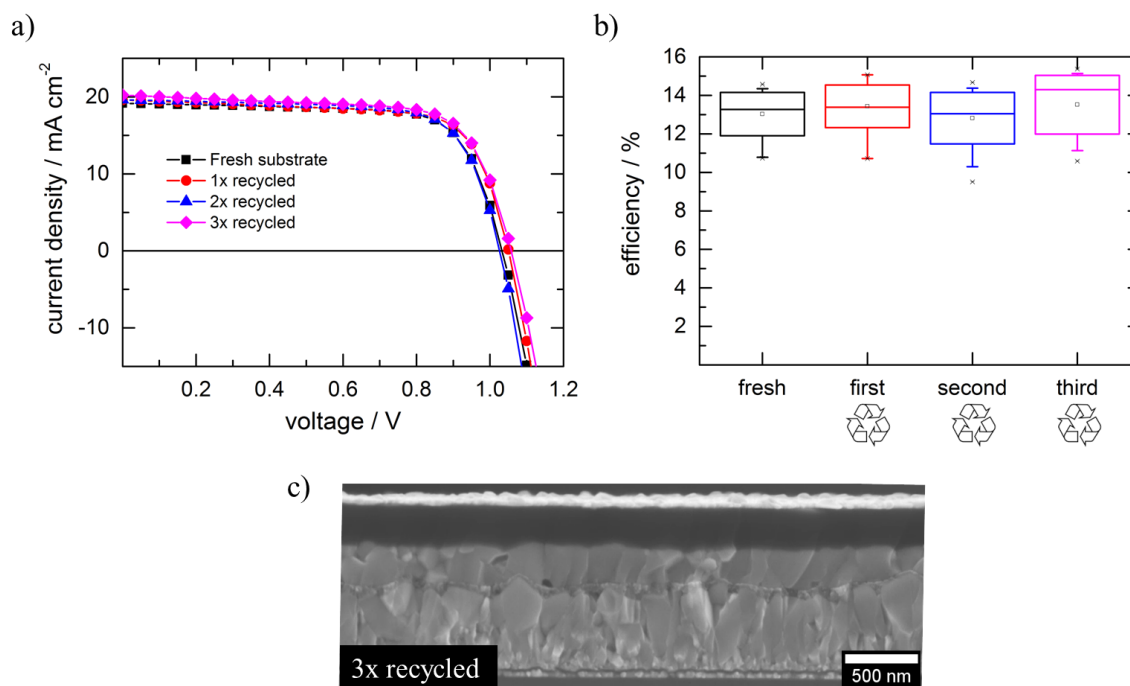 a)
current density / mA cm⁻²
20
10
0
-10
Fresh substrate
1x recycled
2x recycled
3x recycled
0.2 0.4 0.6 0.8 1.0 1.2
voltage / V
b)
efficiency / %
16
14
12
10
8
6
4
2
fresh first second third
c)
3x recycled
500 nm